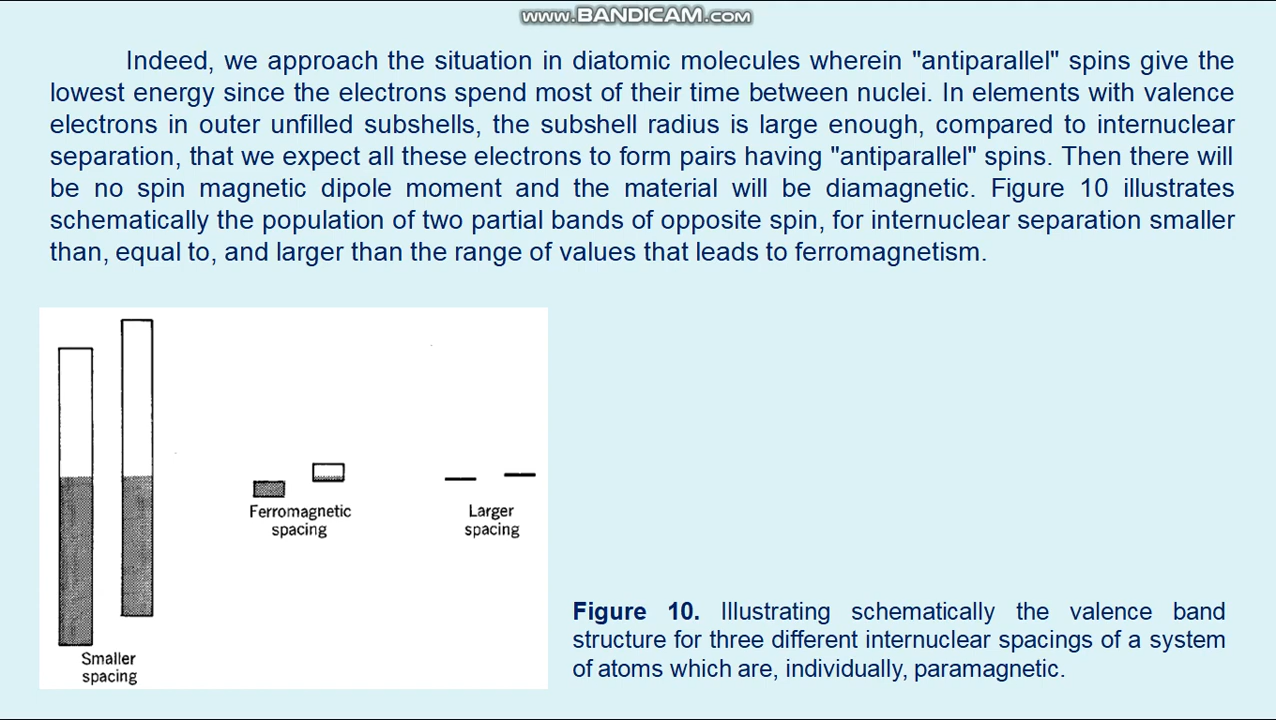 www.BANDICAM.com
Indeed, we approach the situation in diatomic molecules wherein "antiparallel" spins give the
lowest energy since the electrons spend most of their time between nuclei. In elements with valence
electrons in outer unfilled subshells, the subshell radius is large enough, compared to internuclear
separation, that we expect all these electrons to form pairs having "antiparallel" spins. Then there will
be no spin magnetic dipole moment and the material will be diamagnetic. Figure 10 illustrates
schematically the population of two partial bands of opposite spin, for internuclear separation smaller
than, equal to, and larger than the range of values that leads to ferromagnetism.
Ferromagnetic
spacing
Larger
spacing
Smaller
spacing
Figure 10. Illustrating schematically the valence band
structure for three different internuclear spacings of a system
of atoms which are, individually, paramagnetic.